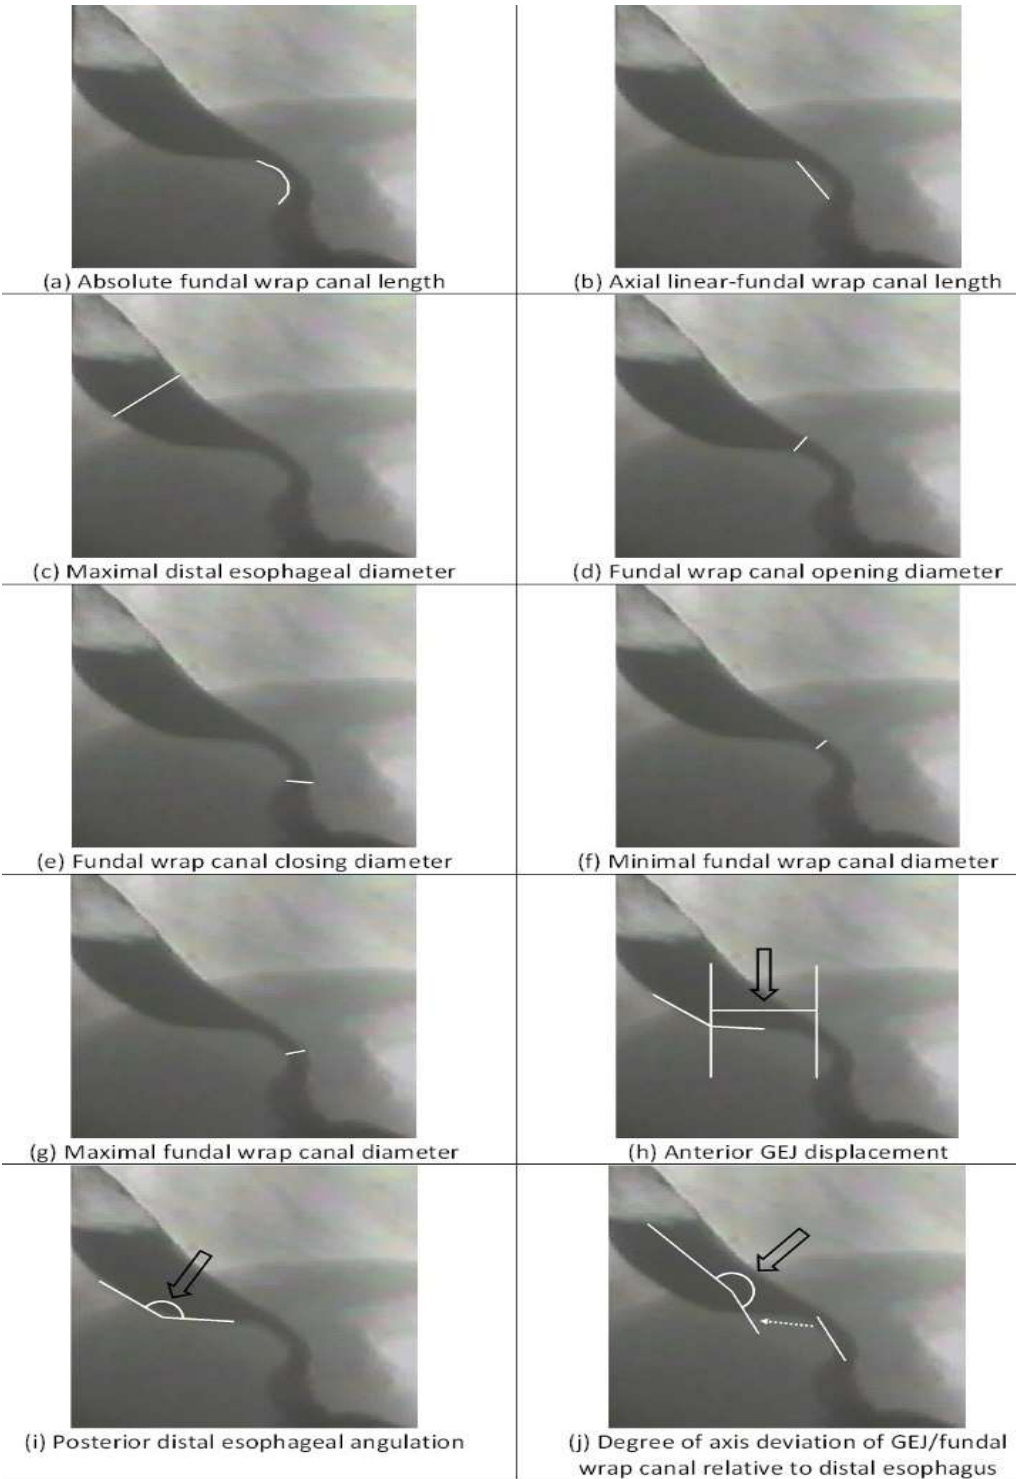 (a) Absolute fundal wrap canal length
(b) Axial linear-fundal wrap canal length
(c) Maximal distal esophageal diameter
(d) Fundal wrap canal opening diameter
(e) Fundal wrap canal closing diameter
(f) Minimal fundal wrap canal diameter
(g) Maximal fundal wrap canal diameter
(h) Anterior GEJ displacement
(i) Posterior distal esophageal angulation
(j) Degree of axis deviation of GEJ/fundal
wrap canal relative to distal esophagus